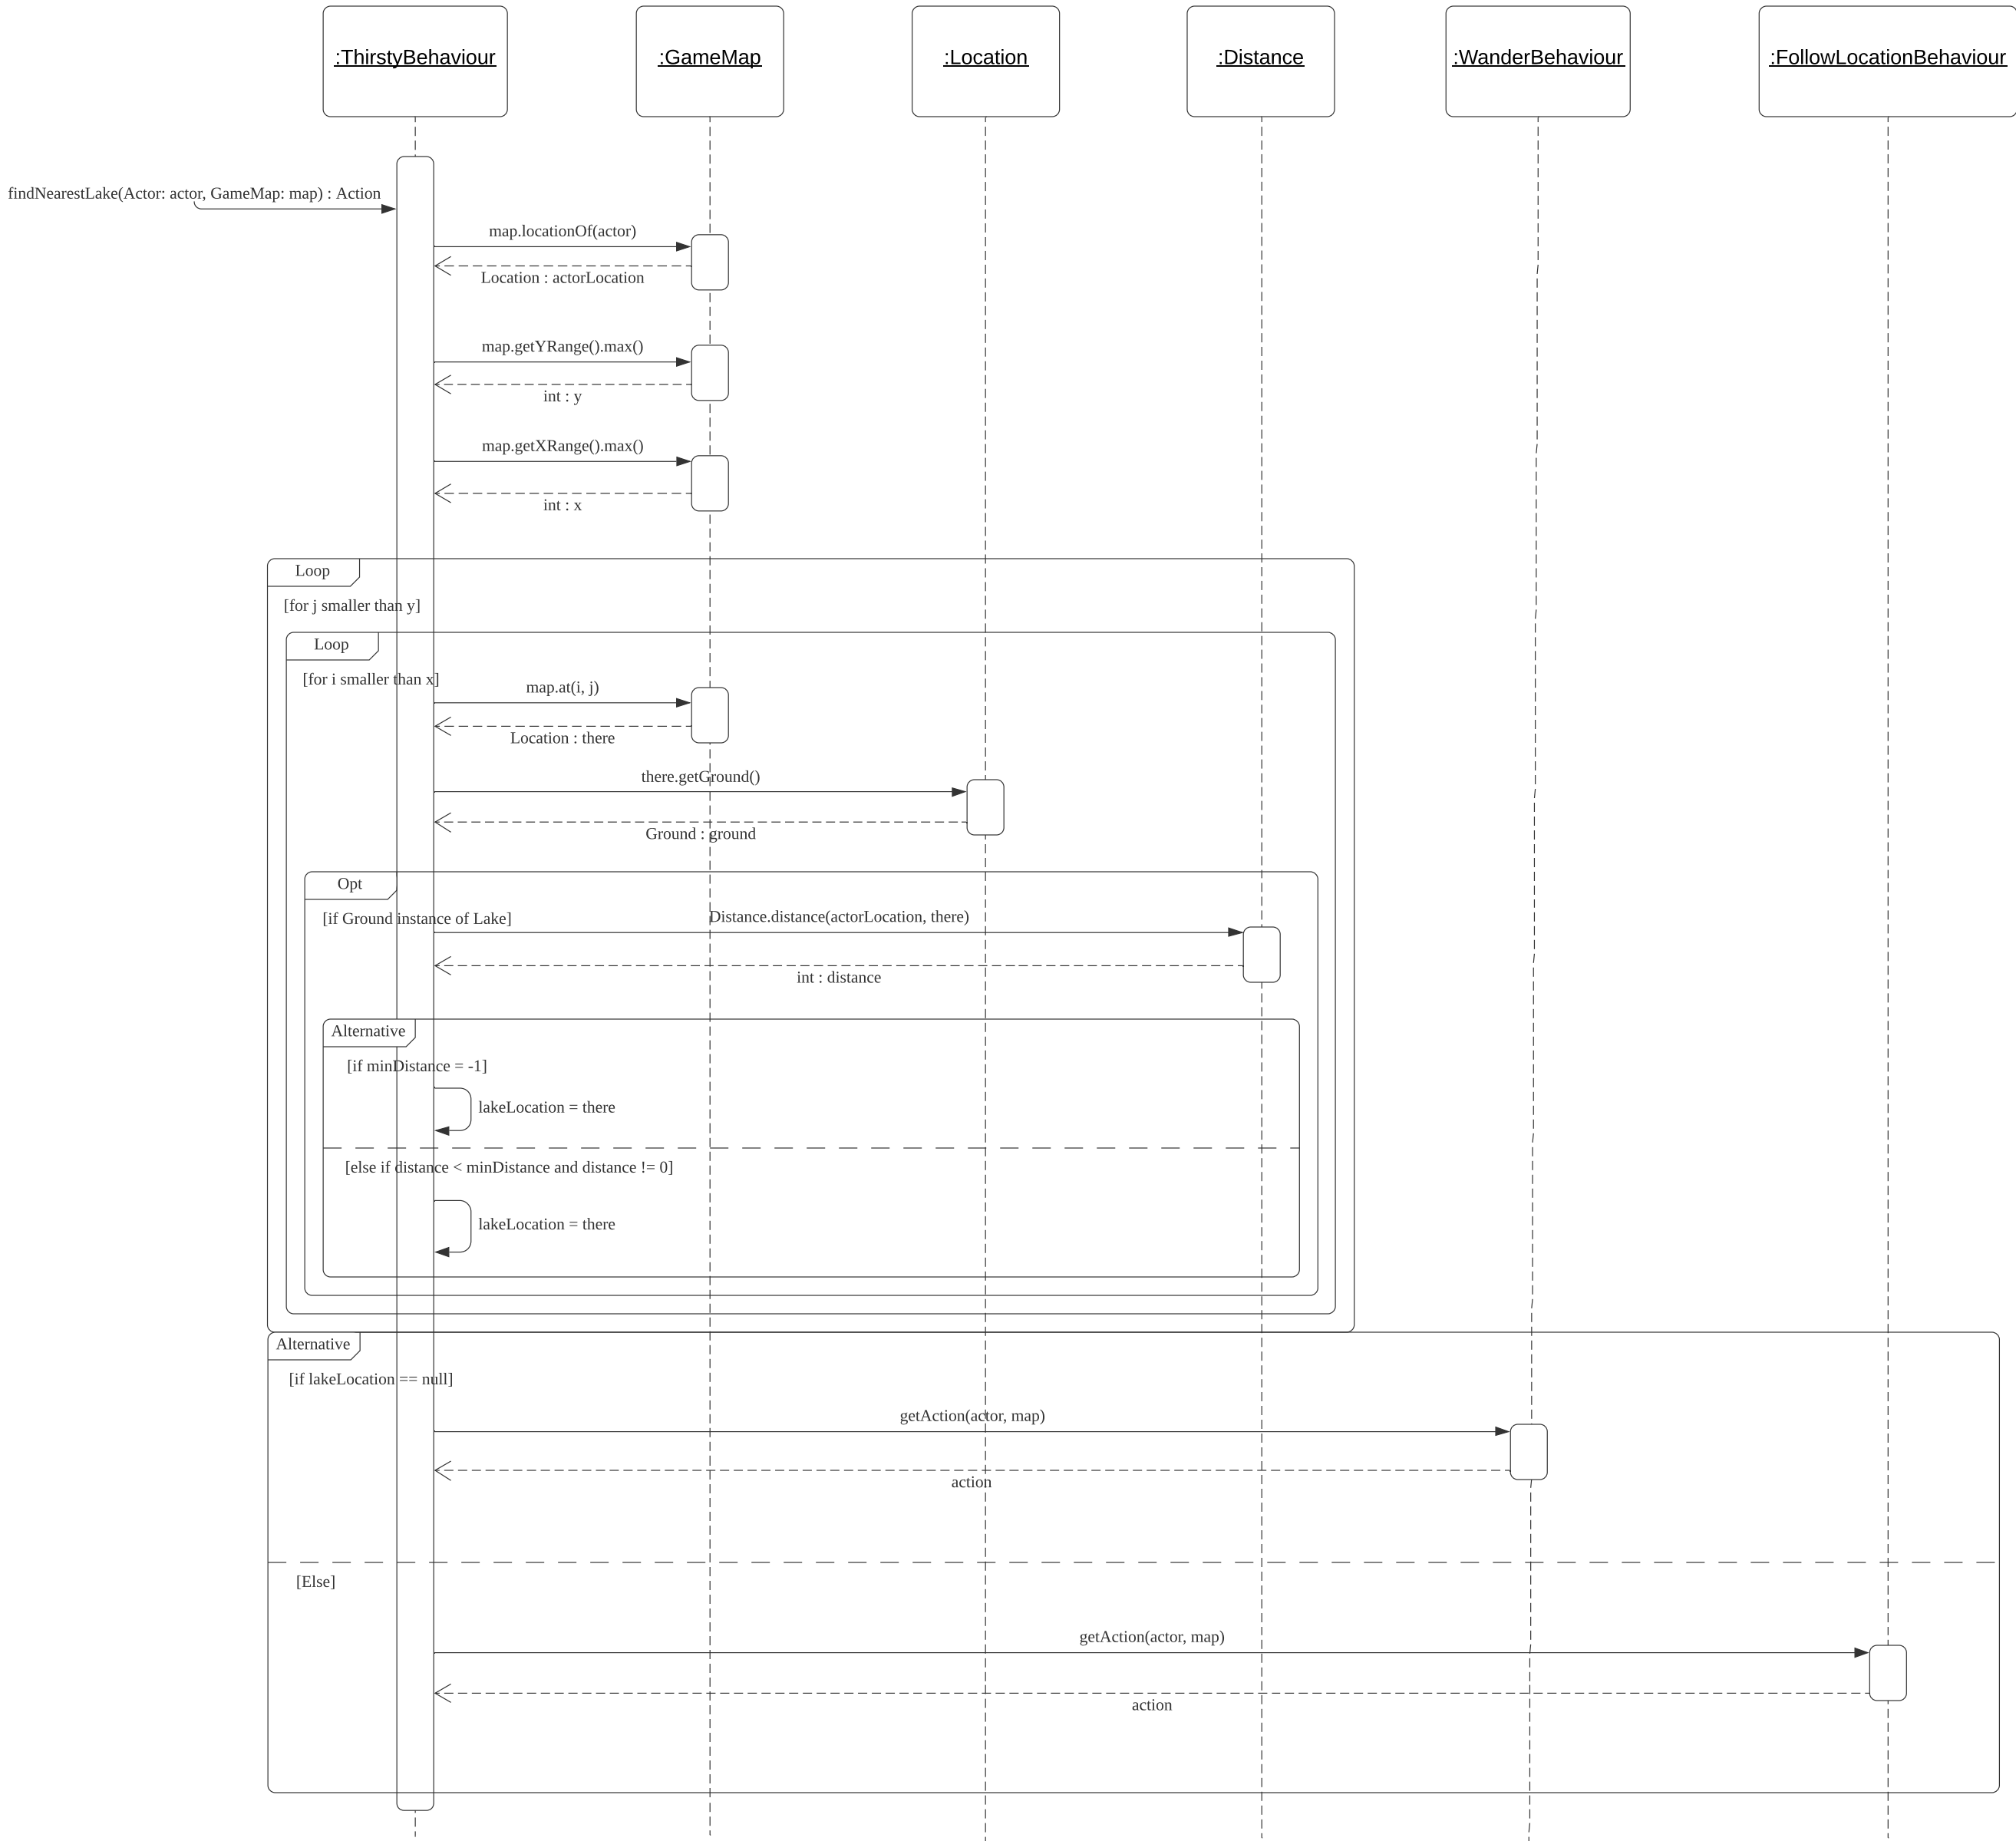 :ThirstyBehaviour
:GameMap
:Location
:Distance
:WanderBehaviour
:FollowLocationBehaviour
findNearestLake(Actor: actor, GameMap: map) : Action
map.locationOf(actor)
Location : actorLocation
map.getYRange().max()
int : y
map.getXRange().max()
int : x
Loop
[for j smaller than y]
Loop
[for i smaller than x]
map.at(i, j)
Location : there
there.getGround()
Ground : ground
Opt
[if Ground instance of Lake]
Distance.distance(actorLocation, there)
int : distance
Alternative
[if minDistance = -1]
lakeLocation = there
[else if distance < minDistance and distance != 0]
lakeLocation = there
Alternative
[if lakeLocation == null]
getAction(actor, map)
action
[Else]
getAction(actor, map)
action